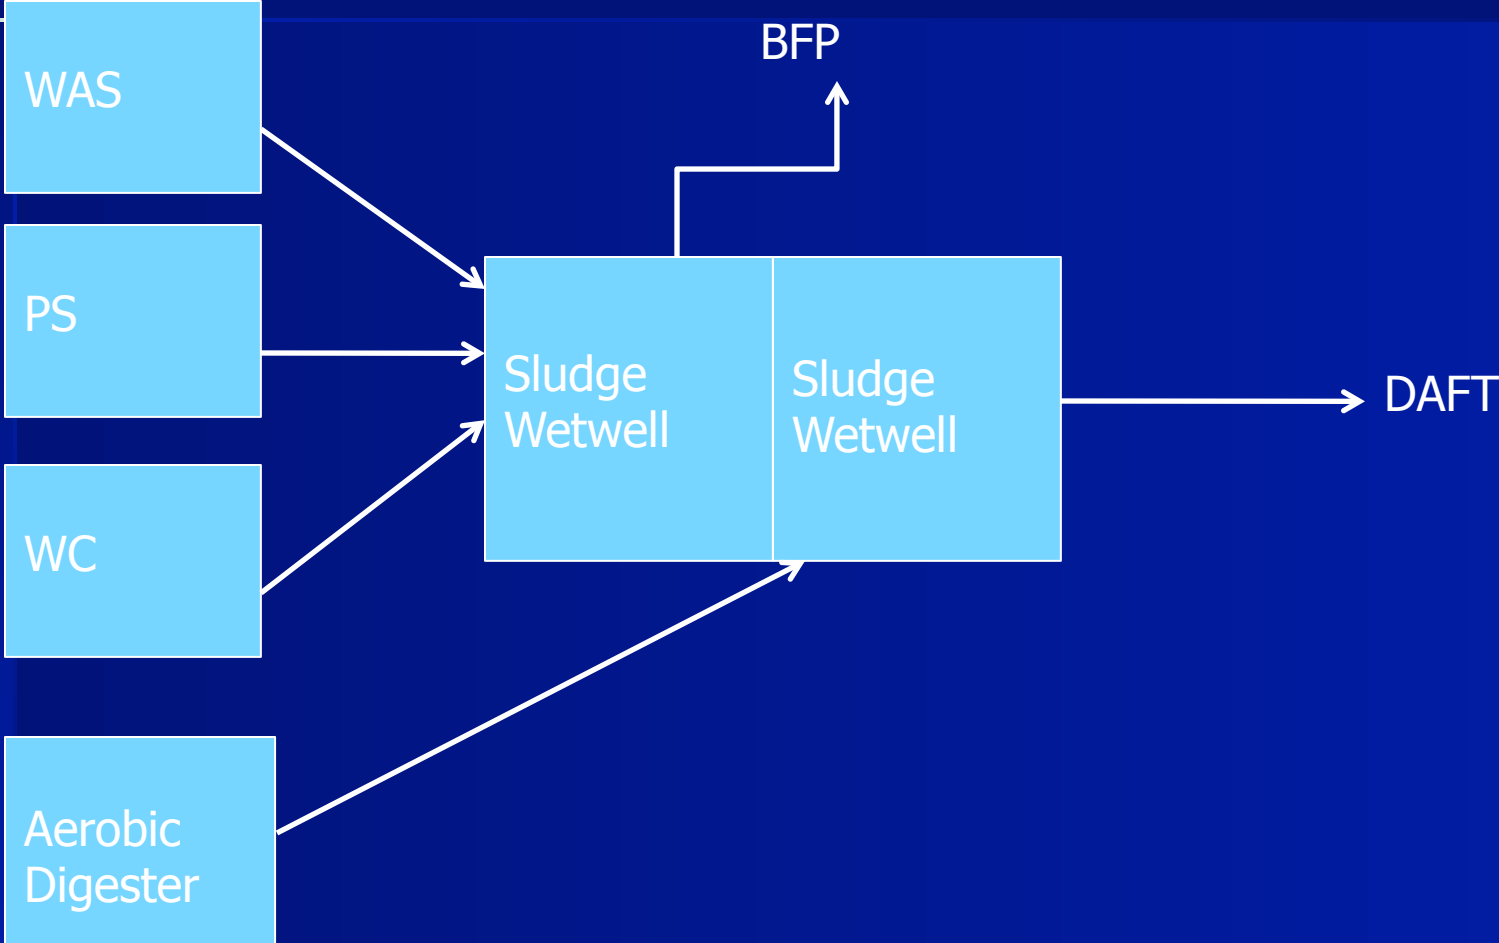 BFP
WAS
PS
Sludge
Wetwell
Sludge
Wetwell
DAFT
WC
Aerobic
Digester